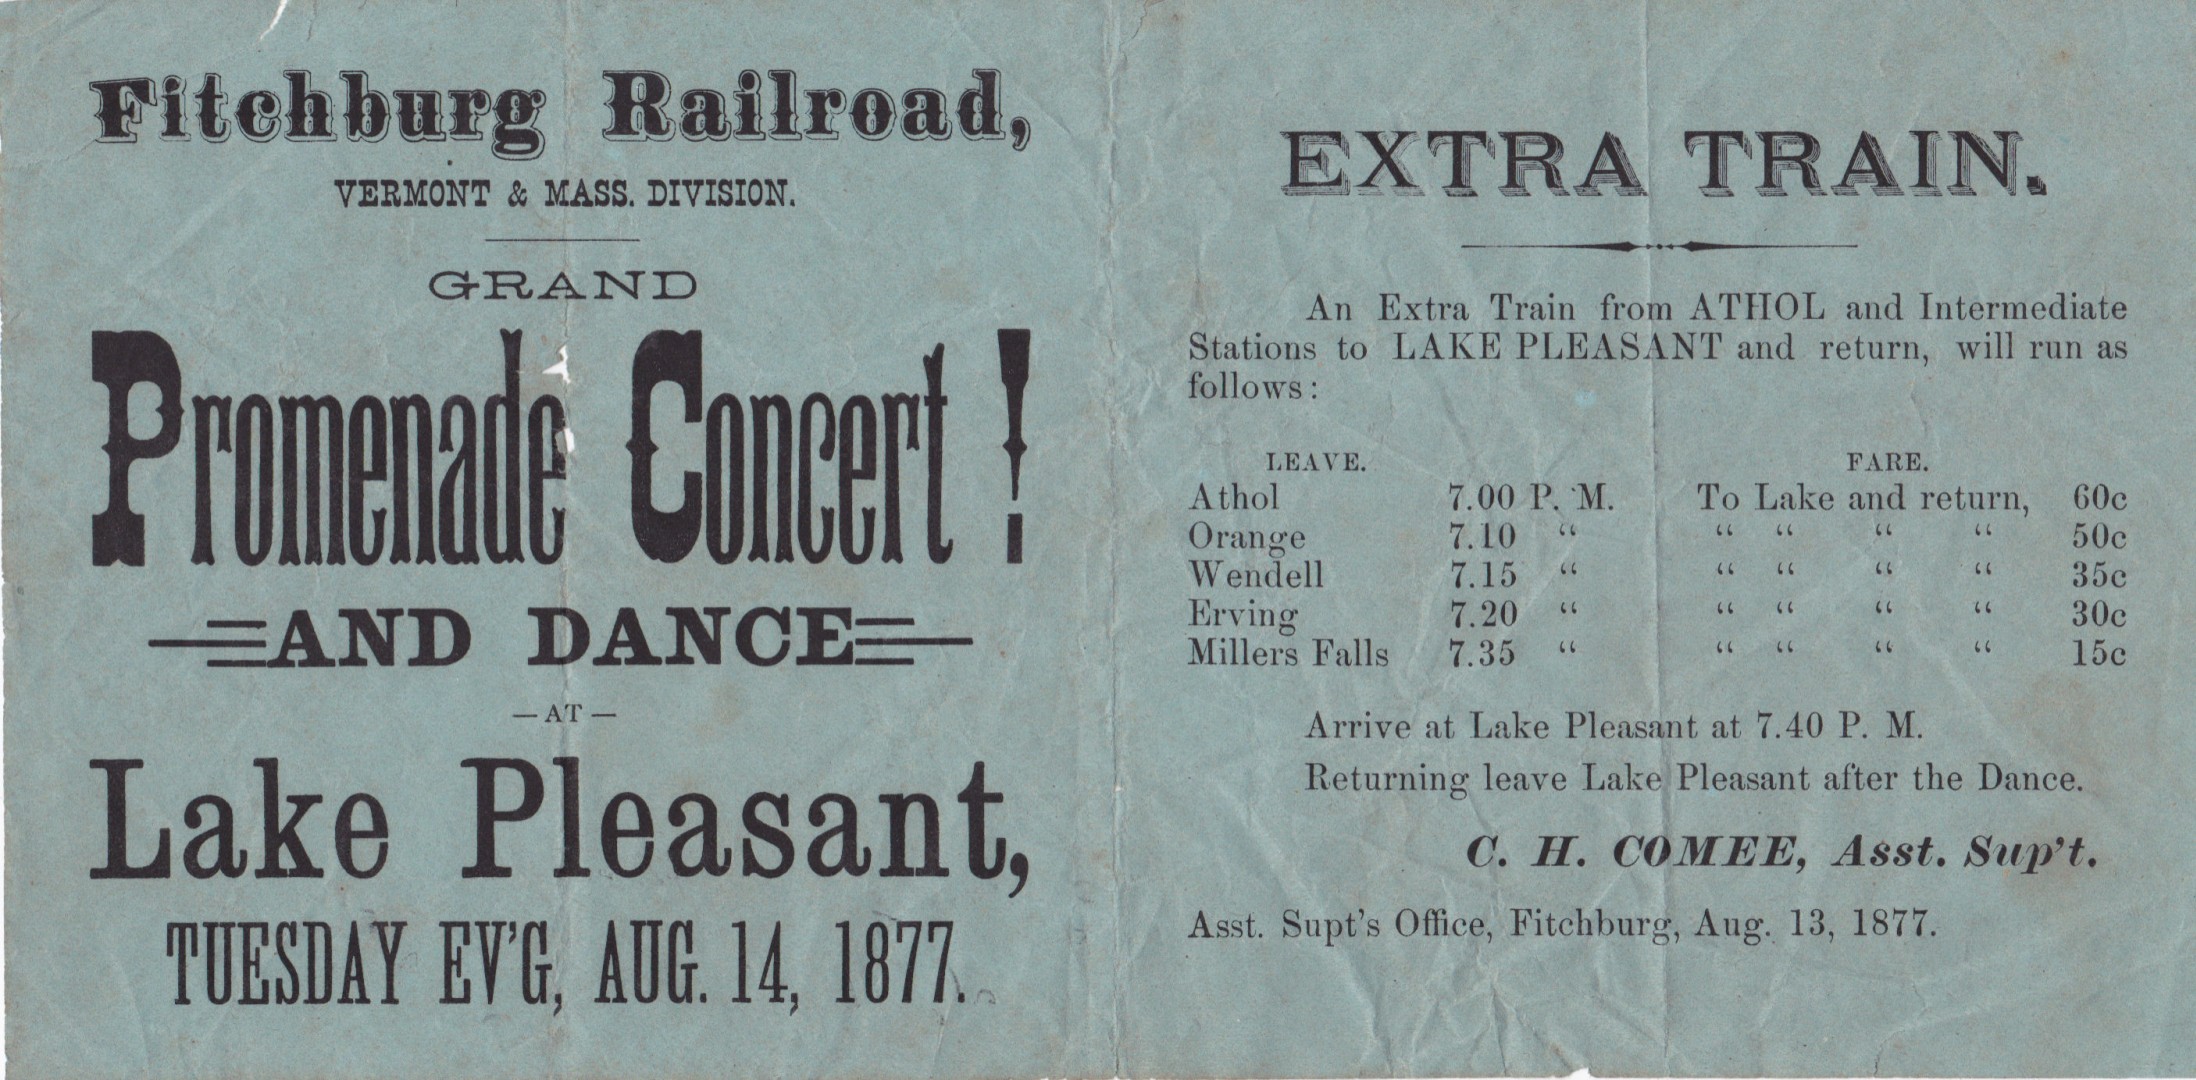 Fitchburg Railroad,
VERMONT & MASS. DIVISION.
GRAND
Promenade Concert!
AND DANCE
— AT —
Lake Pleasant,
TUESDAY EV'G, AUG. 14, 1877.
EXTRA TRAIN.
An Extra Train from ATHOL and Intermediate
Stations to LAKE PLEASANT and return, will run as
follows:
LEAVE. FARE.
Athol 7.00 P. M. To Lake and return, 60c
Orange 7.10 “ “ “ “ “ 50c
Wendell 7.15 “ “ “ “ “ 35c
Erving 7.20 “ “ “ “ “ 30c
Millers Falls 7.35 “ “ “ “ “ 15c
Arrive at Lake Pleasant at 7.40 P. M.
Returning leave Lake Pleasant after the Dance.
C. H. COMEE, Asst. Sup't.
Asst. Supt's Office, Fitchburg, Aug. 13, 1877.